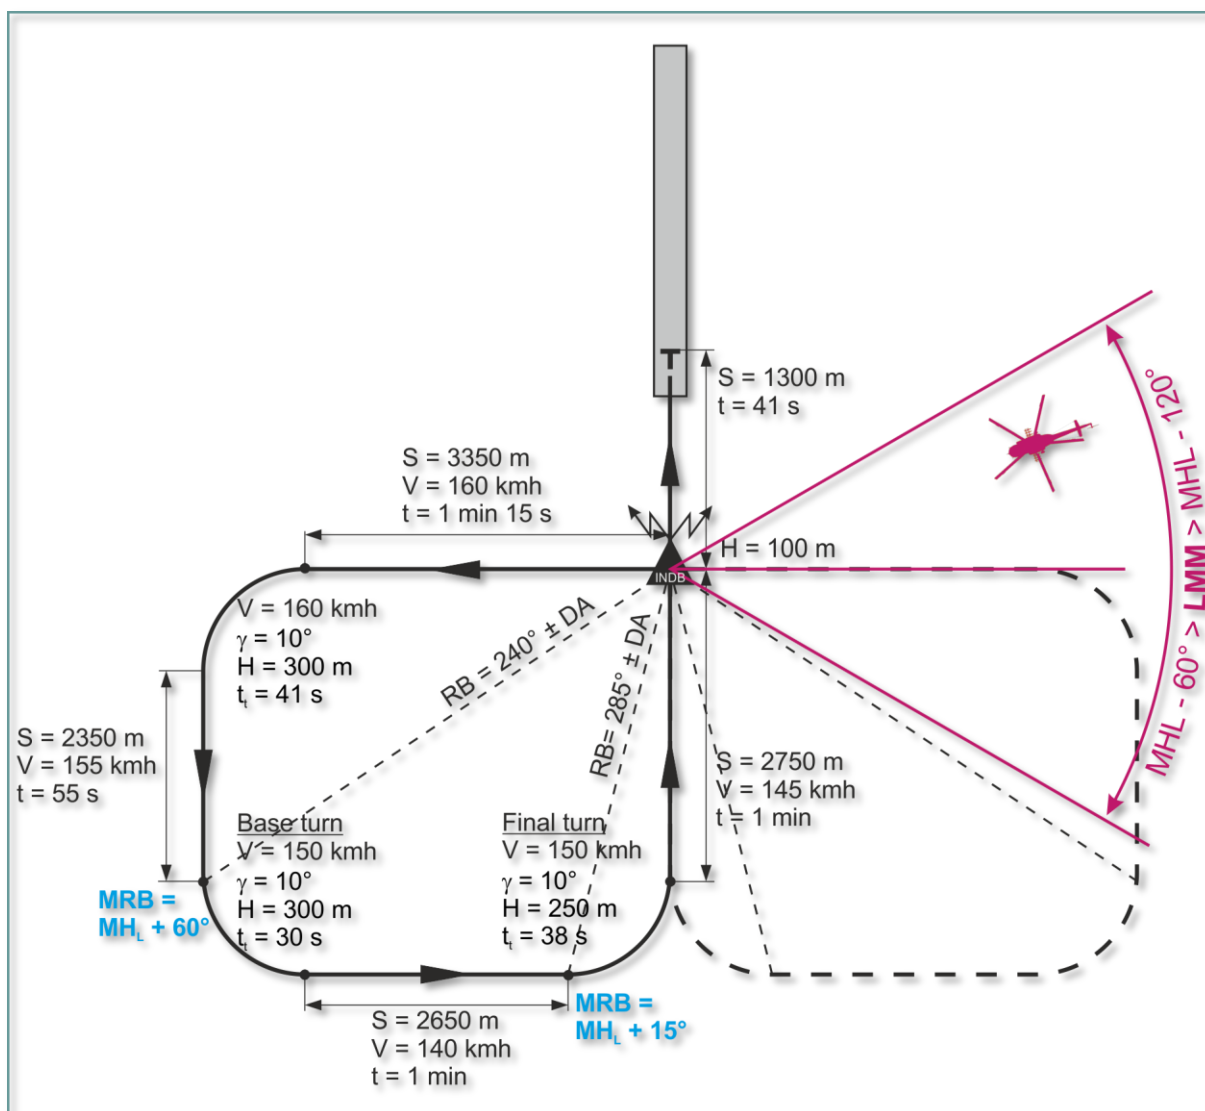 S = 1300 m
t = 41 s
S = 3350 m
V = 160 kmh
t = 1 min 15 s
H = 100 m
INDB
MHL - 60° > LMM > MHL - 120°
V = 160 kmh
γ = 10°
H = 300 m
tₜ = 41 s
RB = 240° ± DA
RB= 285° ± DA
S = 2350 m
V = 155 kmh
t = 55 s
S = 2750 m
V = 145 kmh
t = 1 min
Base turn
V = 150 kmh
γ = 10°
H = 300 m
tₜ = 30 s
Final turn
V = 150 kmh
γ = 10°
H = 250 m
tₜ = 38 s
MRB =
MH_L + 60°
MRB =
MH_L + 15°
S = 2650 m
V = 140 kmh
t = 1 min